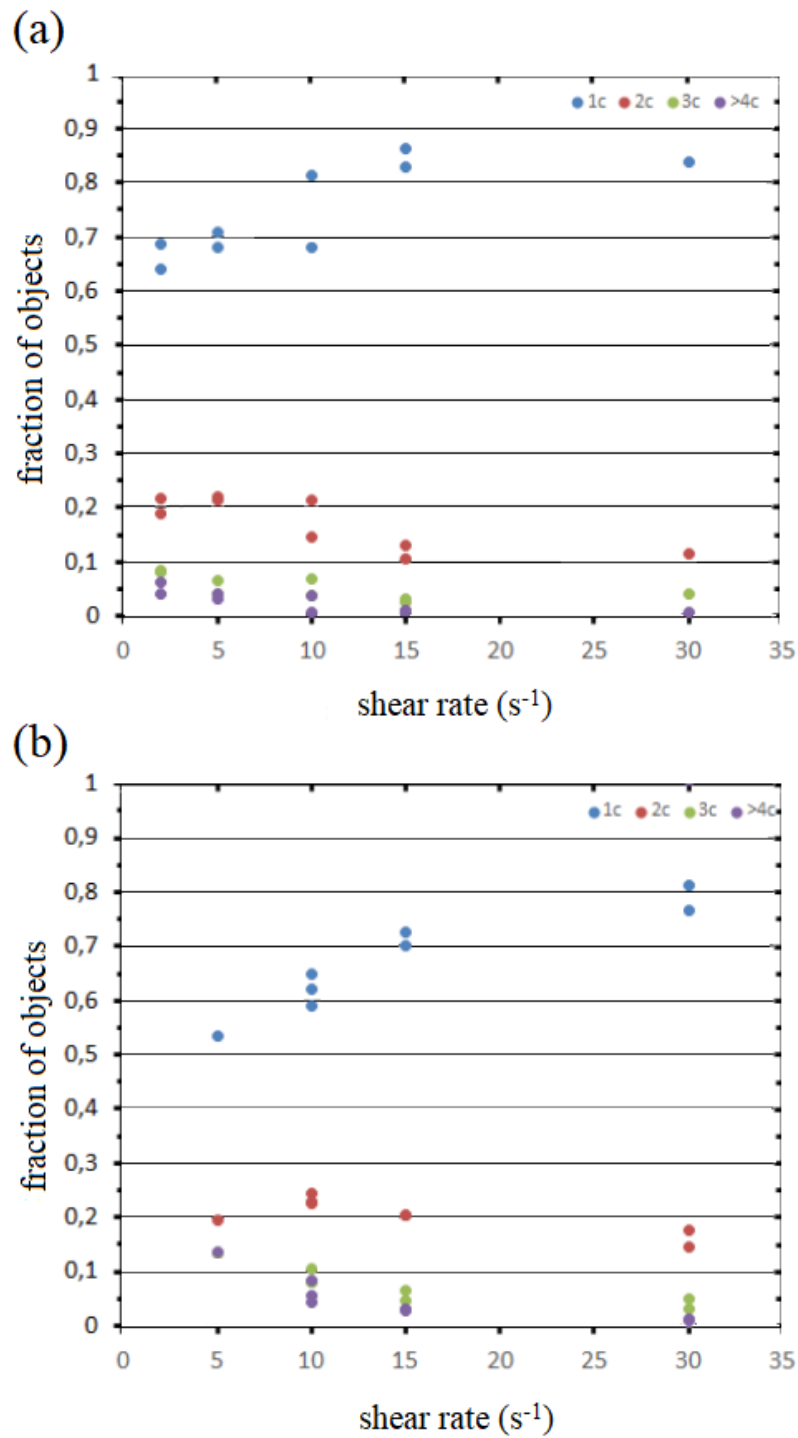 (a)
1
1c 2c 3c >4c
0,9
0,8
0,7
0,6
0,5
0,4
0,3
0,2
0,1
0
fraction of objects
0 5 10 15 20 25 30 35
shear rate (s-1)
(b)
1
1c 2c 3c >4c
0,9
0,8
0,7
0,6
0,5
0,4
0,3
0,2
0,1
0
fraction of objects
0 5 10 15 20 25 30 35
shear rate (s-1)